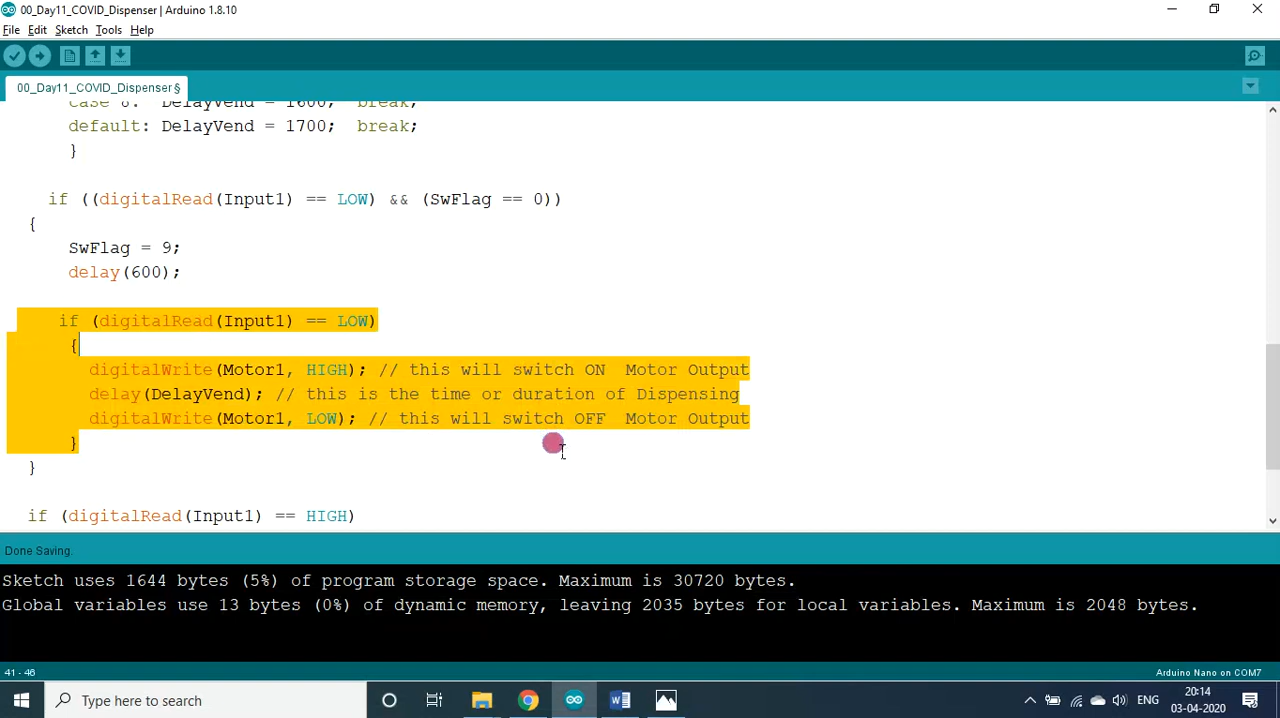 00_Day11_COVID_Dispenser | Arduino 1.8.10
File Edit Sketch Tools Help
00_Day11_COVID_Dispenser §
case 8: DelayVend = 1600; break;
default: DelayVend = 1700; break;
}
if ((digitalRead(Input1) == LOW) && (SwFlag == 0))
{
SwFlag = 9;
delay(600);
if (digitalRead(Input1) == LOW)
{
digitalWrite(Motor1, HIGH); // this will switch ON  Motor Output
delay(DelayVend); // this is the time or duration of Dispensing
digitalWrite(Motor1, LOW); // this will switch OFF  Motor Output
}
}
if (digitalRead(Input1) == HIGH)
Done Saving.
Sketch uses 1644 bytes (5%) of program storage space. Maximum is 30720 bytes.
Global variables use 13 bytes (0%) of dynamic memory, leaving 2035 bytes for local variables. Maximum is 2048 bytes.
41 - 46
Arduino Nano on COM7
Type here to search
ENG
20:14
03-04-2020